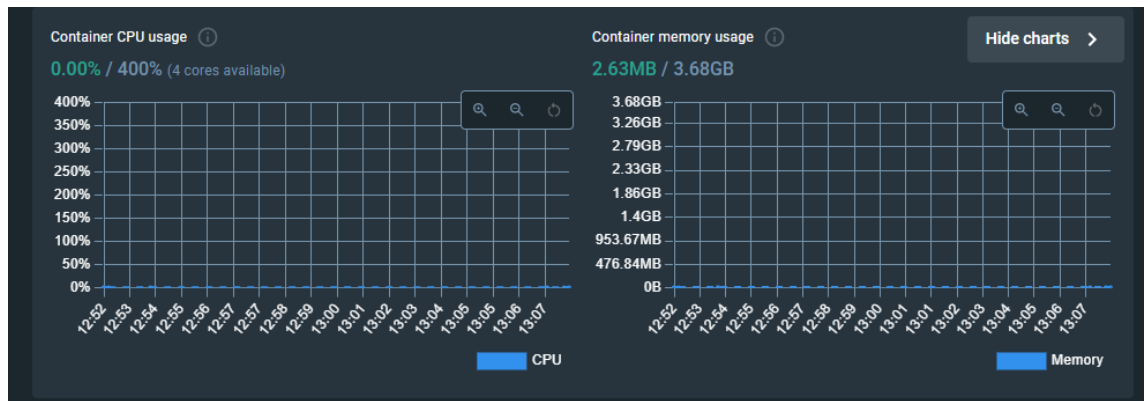 Container CPU usage
0.00% / 400% (4 cores available)
400%
350%
300%
250%
200%
150%
100%
50%
0%
12:52
12:53
12:54
12:55
12:56
12:57
12:57
12:58
12:59
13:00
13:01
13:02
13:03
13:04
13:05
13:05
13:06
13:07
CPU
Container memory usage
Hide charts
2.63MB / 3.68GB
3.68GB
3.26GB
2.79GB
2.33GB
1.86GB
1.4GB
953.67MB
476.84MB
0B
12:52
12:53
12:54
12:55
12:56
12:57
12:58
12:59
13:00
13:01
13:01
13:02
13:03
13:04
13:05
13:06
13:07
Memory